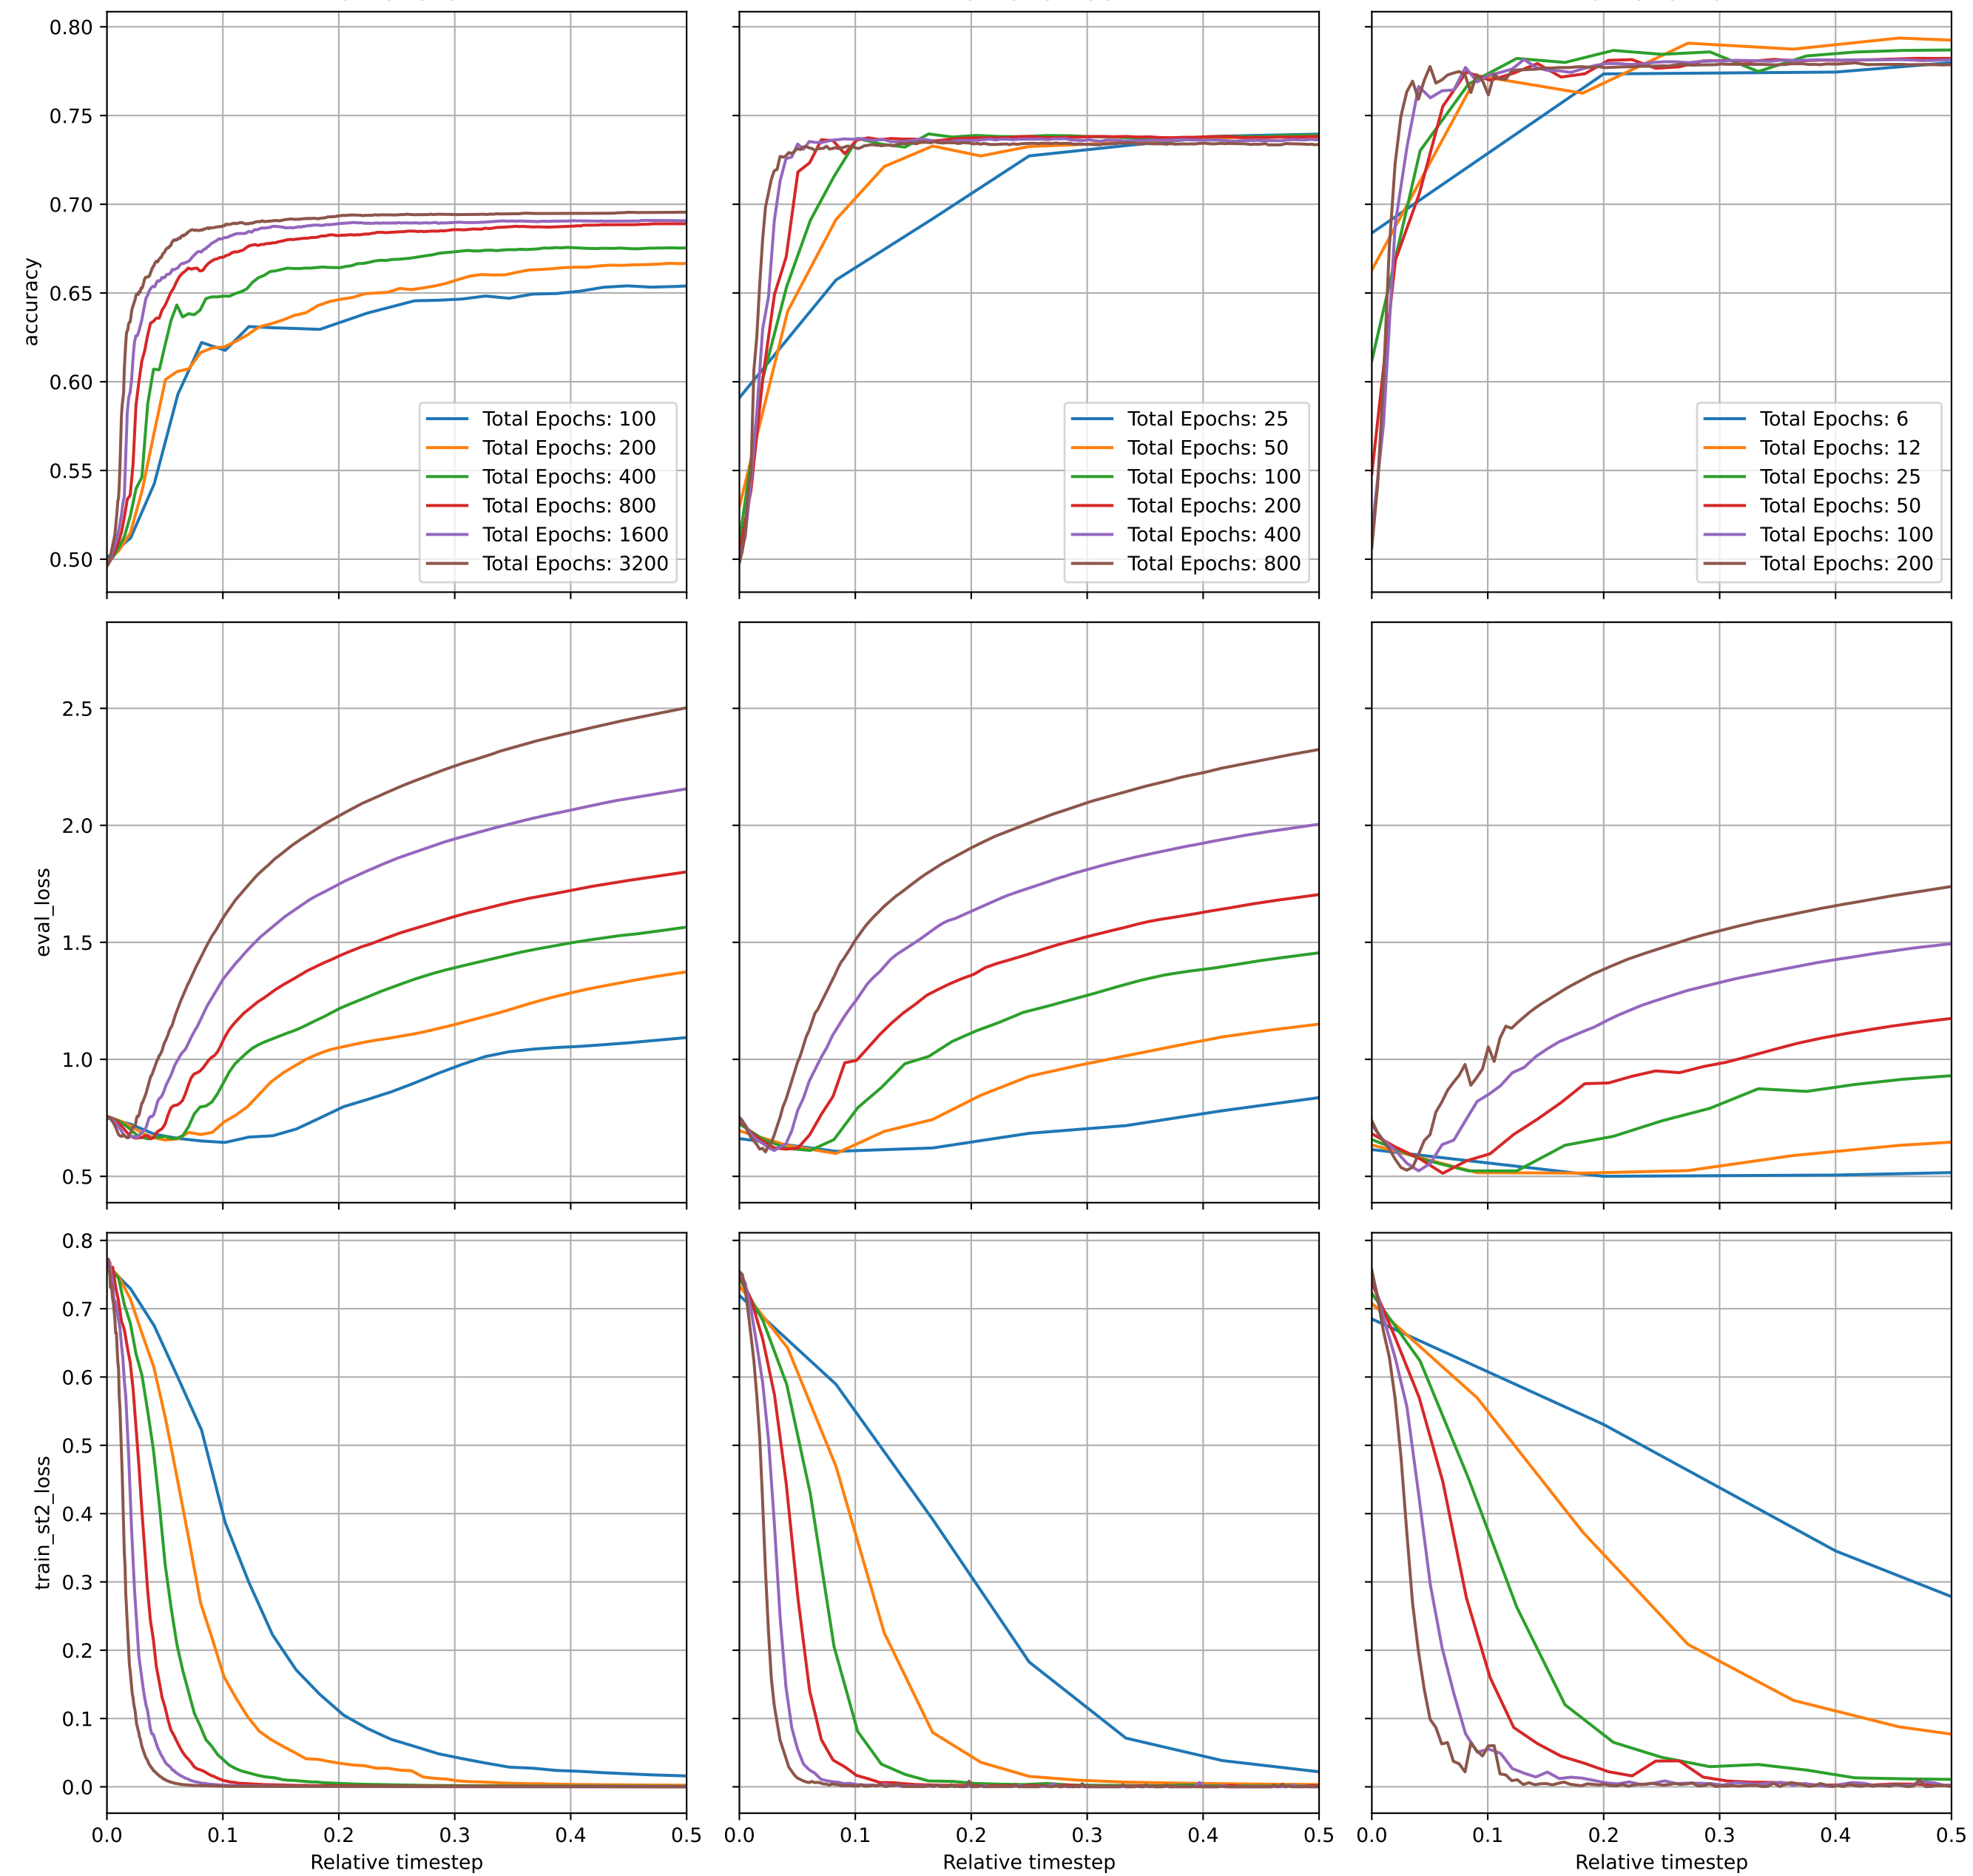 0.80
0.75
0.70
0.65
0.60
0.55
0.50
accuracy
Total Epochs: 100
Total Epochs: 200
Total Epochs: 400
Total Epochs: 800
Total Epochs: 1600
Total Epochs: 3200
Total Epochs: 25
Total Epochs: 50
Total Epochs: 100
Total Epochs: 200
Total Epochs: 400
Total Epochs: 800
Total Epochs: 6
Total Epochs: 12
Total Epochs: 25
Total Epochs: 50
Total Epochs: 100
Total Epochs: 200
2.5
2.0
1.5
1.0
0.5
eval_loss
0.8
0.7
0.6
0.5
0.4
0.3
0.2
0.1
0.0
train_st2_loss
0.0 0.1 0.2 0.3 0.4 0.5
Relative timestep
0.0 0.1 0.2 0.3 0.4 0.5
Relative timestep
0.0 0.1 0.2 0.3 0.4 0.5
Relative timestep